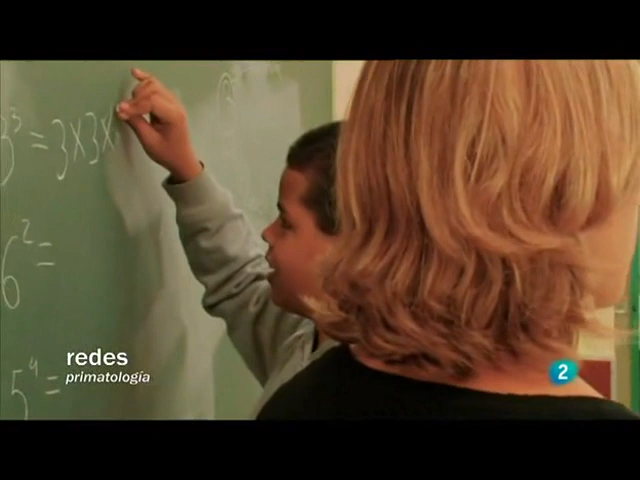 3³ = 3x3x
6² =
5⁴ =
redes
primatología
2